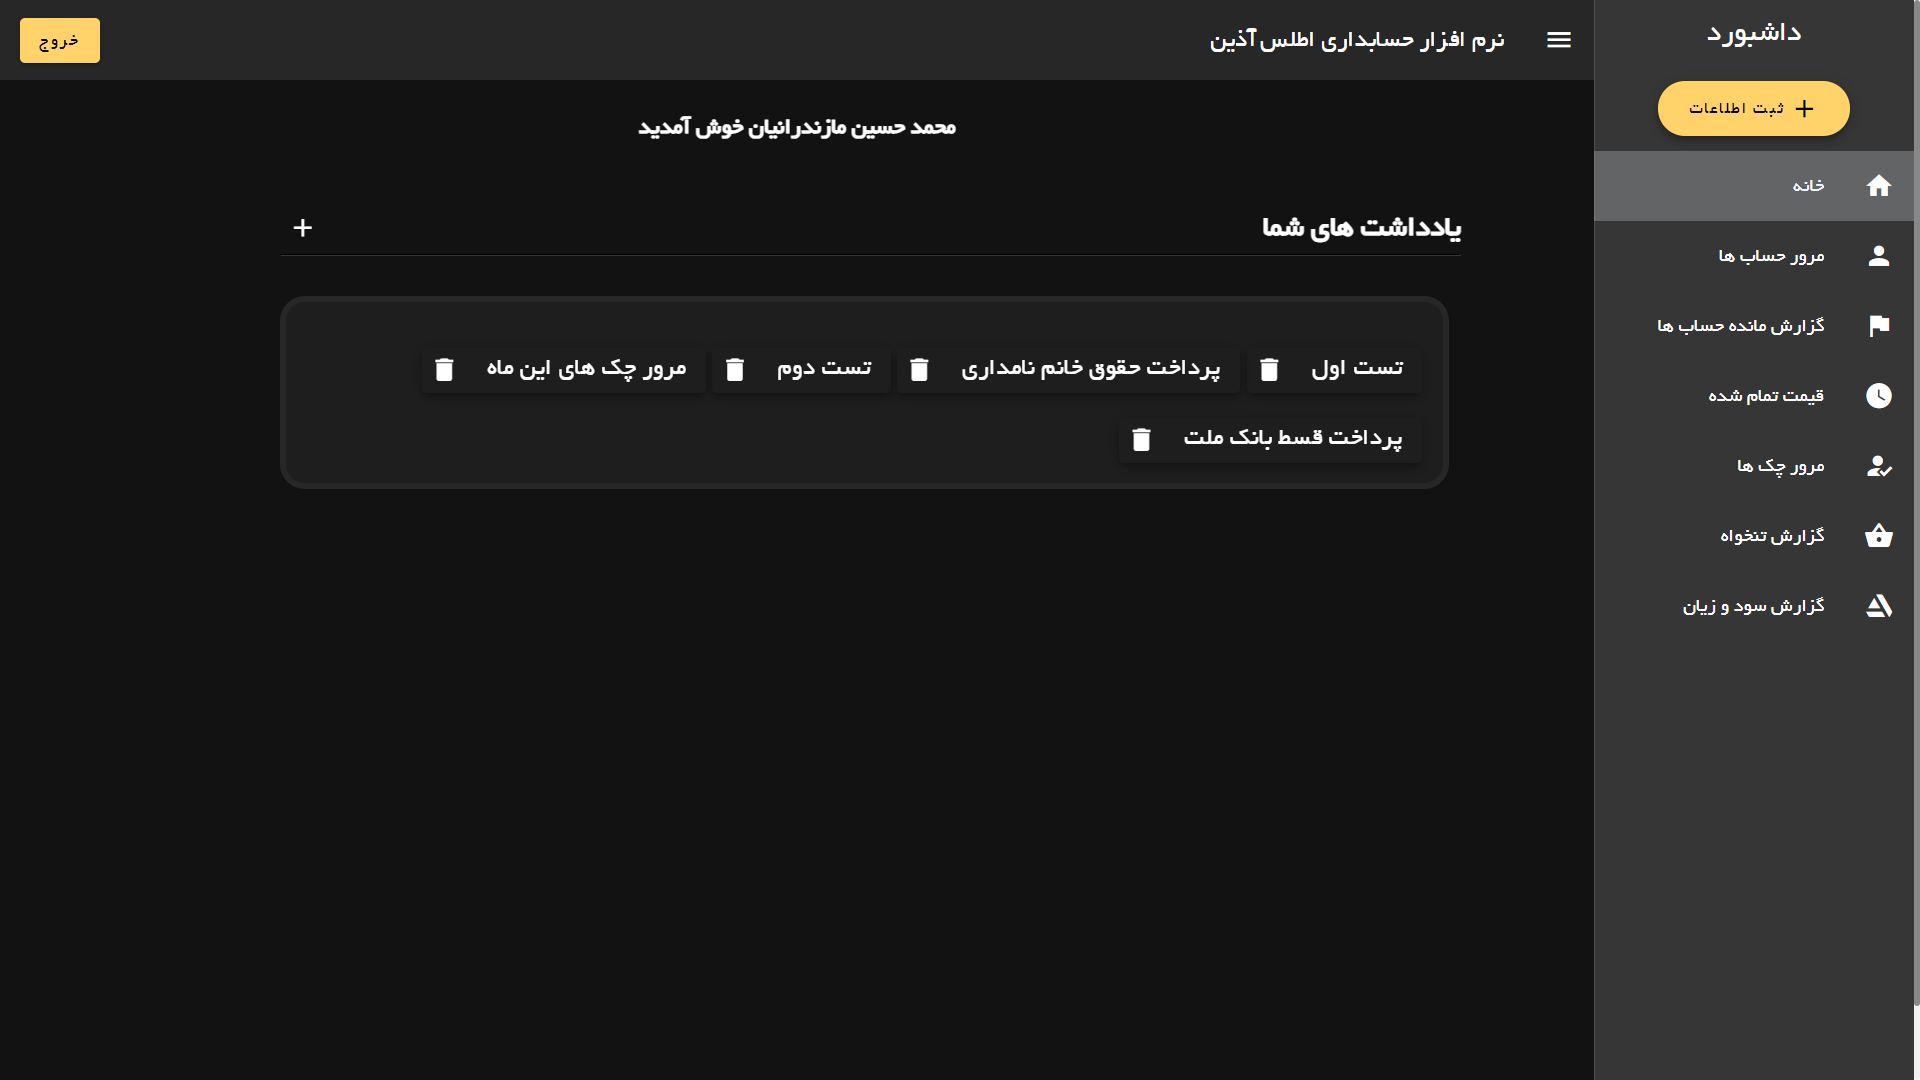 داشبورد
ثبت اطلاعات
خانه
مرور حساب ها
گزارش مانده حساب ها
قیمت تمام شده
مرور چک ها
گزارش تنخواه
گزارش سود و زیان
نرم افزار حسابداری اطلس آذین
خروج
محمد حسین مازندرانیان خوش آمدید
یادداشت های شما
تست اول
پرداخت حقوق خانم نامداری
تست دوم
مرور چک های این ماه
پرداخت قسط بانک ملت